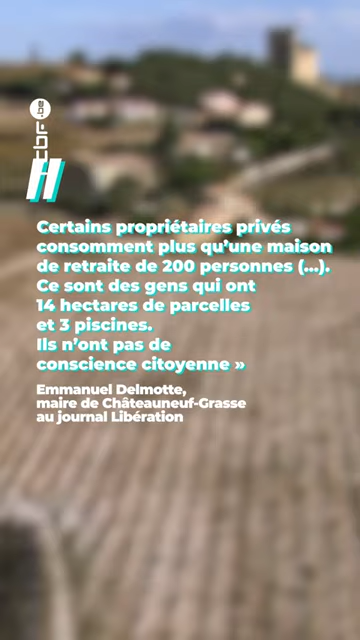 rtbf.be
"
Certains propriétaires privés
consomment plus qu'une maison
de retraite de 200 personnes (...).
Ce sont des gens qui ont
14 hectares de parcelles
et 3 piscines.
Ils n'ont pas de
conscience citoyenne »
Emmanuel Delmotte,
maire de Châteauneuf-Grasse
au journal Libération